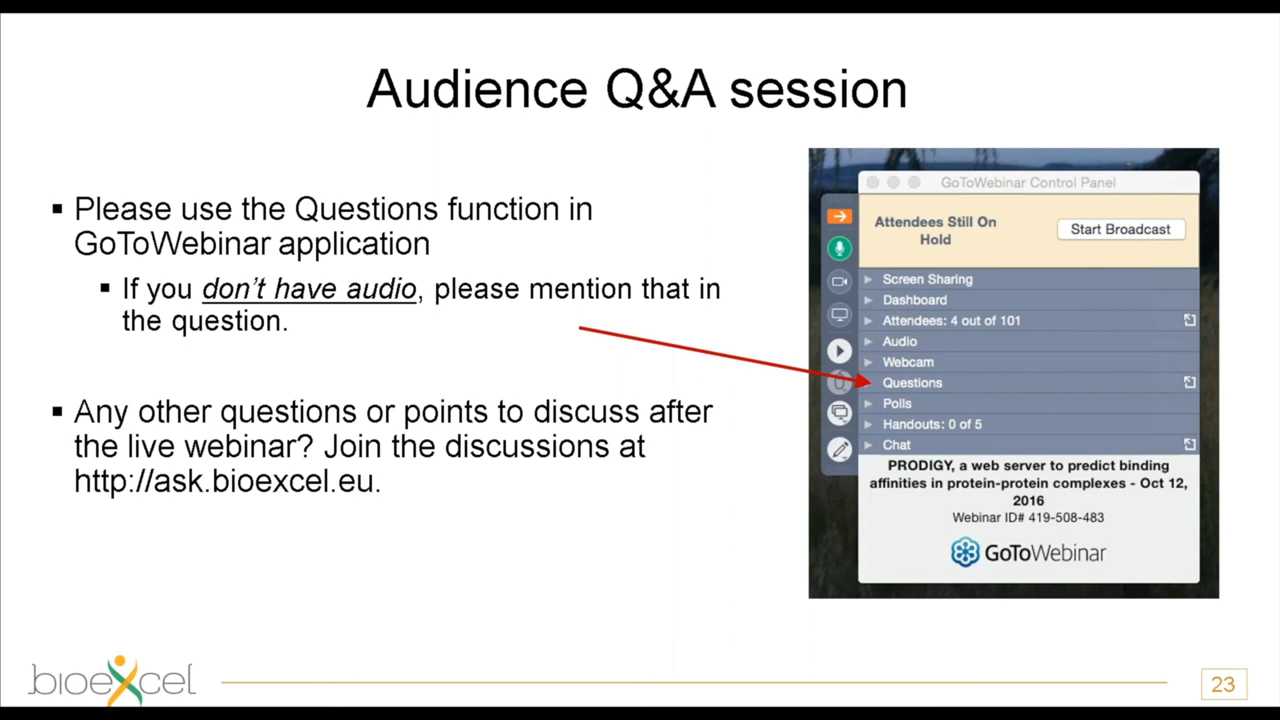 Audience Q&A session
▪ Please use the Questions function in
GoToWebinar application
▪ If you don't have audio, please mention that in
the question.
▪ Any other questions or points to discuss after
the live webinar? Join the discussions at
http://ask.bioexcel.eu.
GoToWebinar Control Panel
Attendees Still On
Hold
Start Broadcast
Screen Sharing
Dashboard
Attendees: 4 out of 101
Audio
Webcam
Questions
Polls
Handouts: 0 of 5
Chat
PRODIGY, a web server to predict binding
affinities in protein-protein complexes - Oct 12,
2016
Webinar ID# 419-508-483
GoToWebinar
bioexcel
23